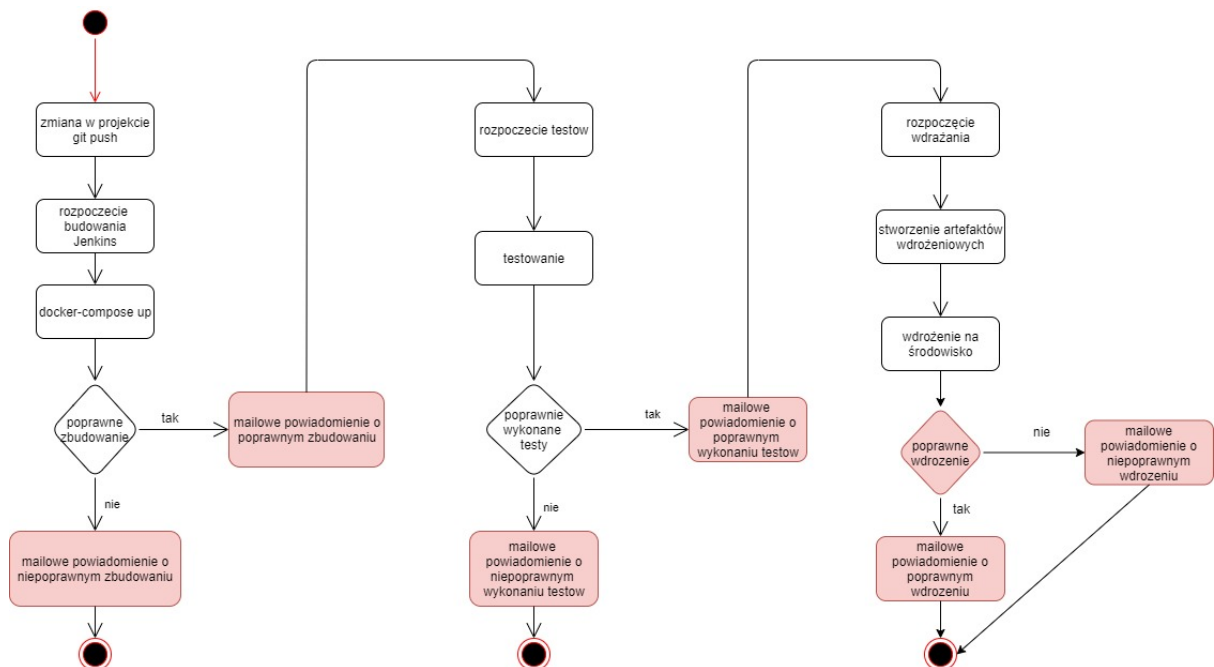 zmiana w projekcie
git push
rozpoczecie
budowania
Jenkins
docker-compose up
poprawne
zbudowanie
tak
mailowe powiadomienie o
poprawnym zbudowaniu
nie
mailowe powiadomienie o
niepoprawnym zbudowaniu
rozpoczecie testow
testowanie
poprawnie
wykonane
testy
tak
mailowe
powiadomienie o
poprawnym
wykonaniu testow
nie
mailowe
powiadomienie o
niepoprawnym
wykonaniu testow
rozpoczęcie
wdrażania
stworzenie artefaktów
wdrożeniowych
wdrożenie na
środowisko
poprawne
wdrozenie
nie
mailowe
powiadomienie o
niepoprawnym
wdrozeniu
tak
mailowe
powiadomienie o
poprawnym
wdrozeniu